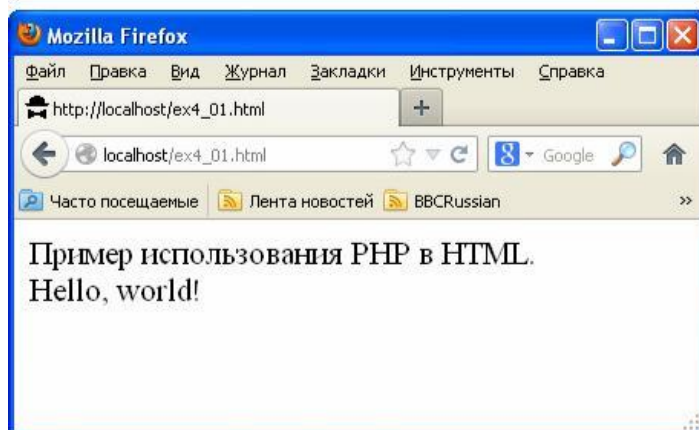 Mozilla Firefox
Файл Правка Вид Журнал Закладки Инструменты Справка
http://localhost/ex4_01.html +
localhost/ex4_01.html 8 Google
Часто посещаемые Лента новостей BBCRussian »
Пример использования PHP в HTML.
Hello, world!